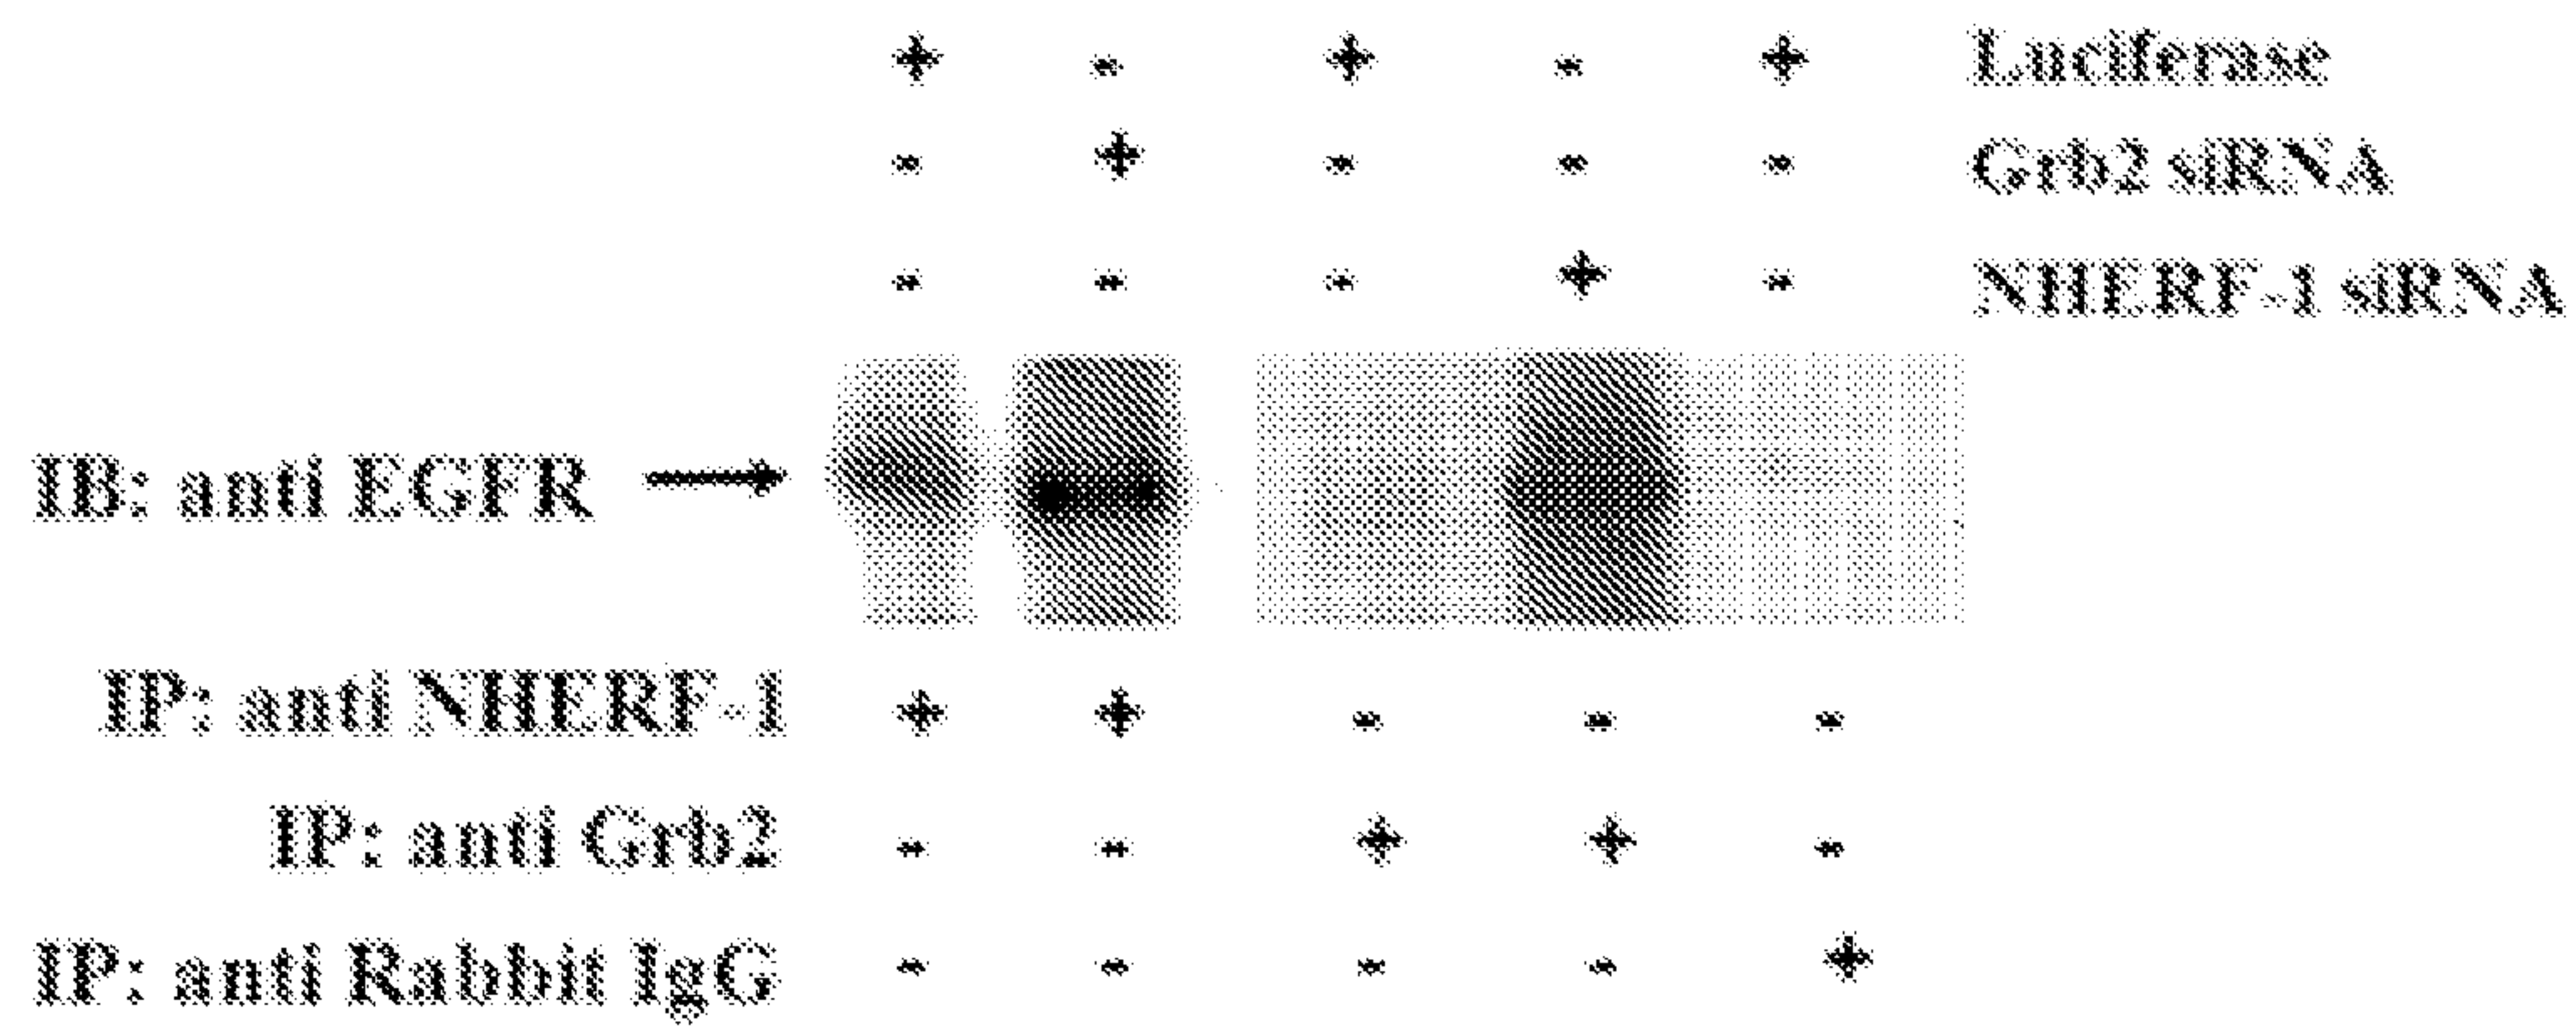 + - + - + Luciferase
- + - - - Grb2 siRNA
- - - + - NHERF-1 siRNA
IB: anti EGFR
IP: anti NHERF-1 + + - - -
IP: anti Grb2 - - + + -
IP: anti Rabbit IgG - - - - +